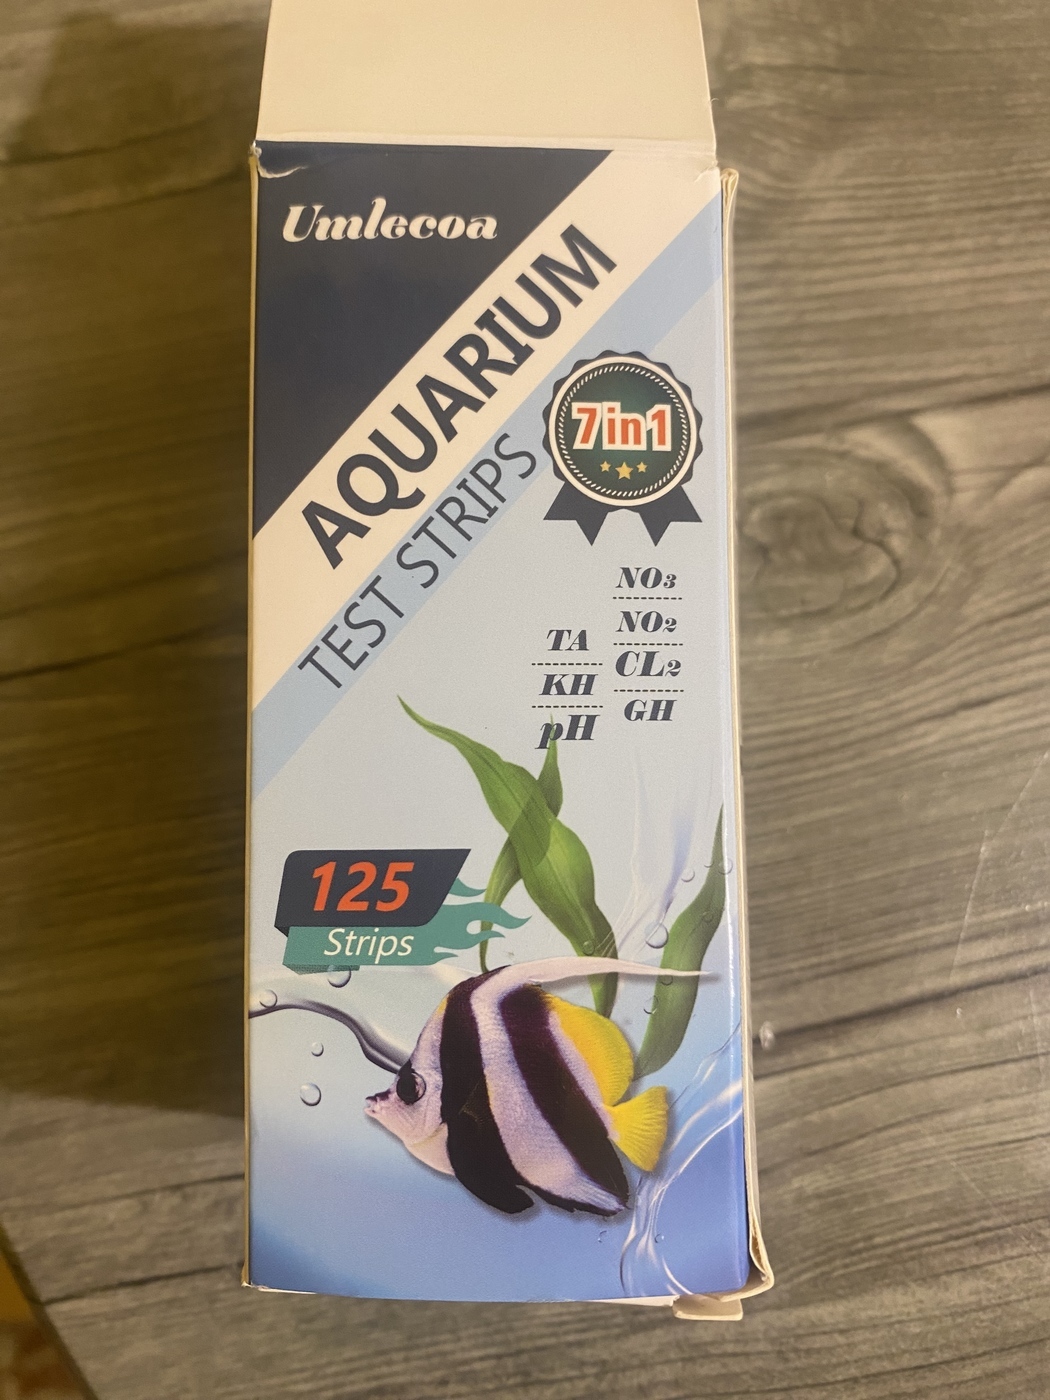 Umlecoa
AQUARIUM
TEST STRIPS
7in1
NO₃
NO₂
CL₂
GH
TA
KH
pH
125
Strips